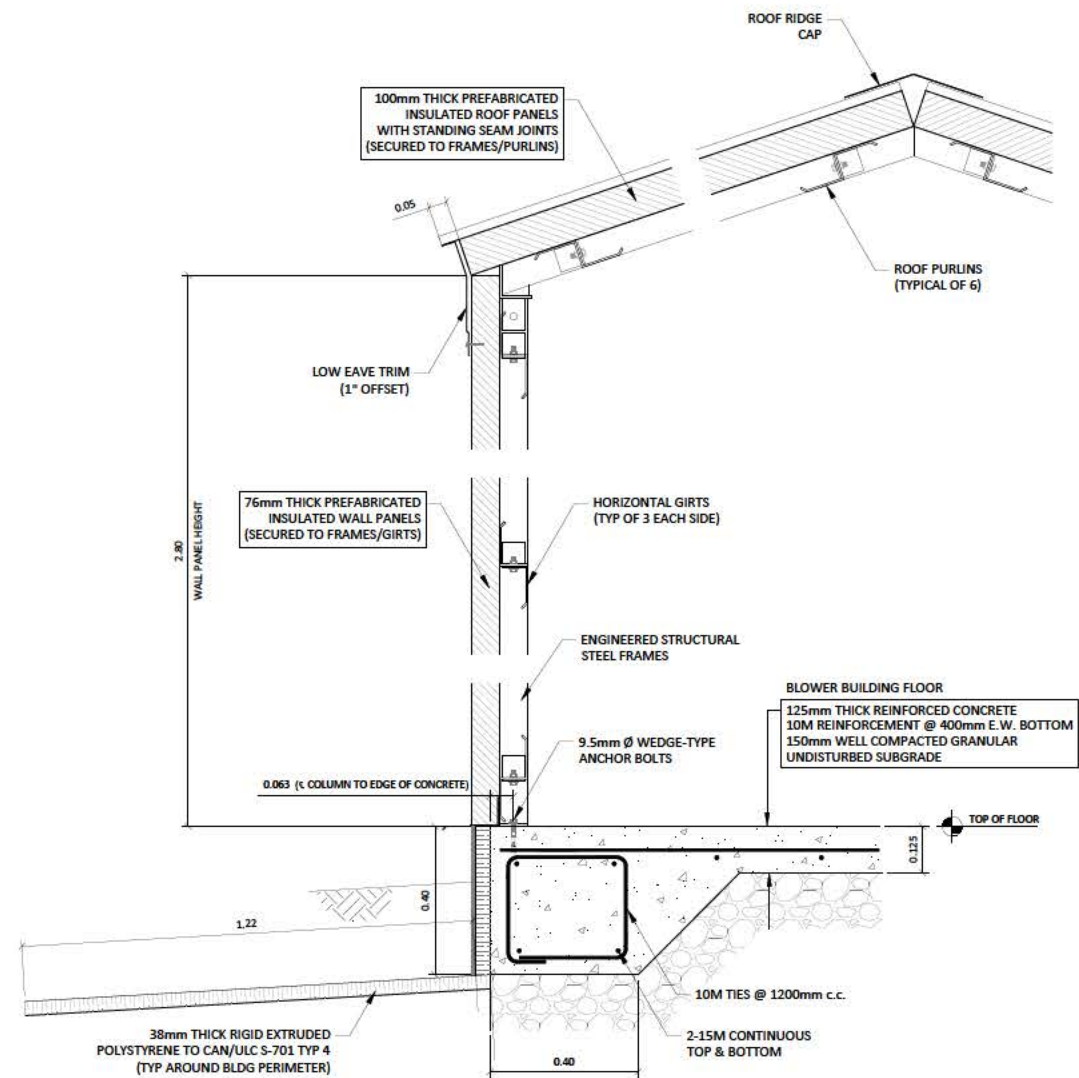 ROOF RIDGE
CAP
100mm THICK PREFABRICATED
INSULATED ROOF PANELS
WITH STANDING SEAM JOINTS
(SECURED TO FRAMES/PURLINS)
0.05
ROOF PURLINS
(TYPICAL OF 6)
LOW EAVE TRIM
(1" OFFSET)
2.80
WALL PANEL HEIGHT
76mm THICK PREFABRICATED
INSULATED WALL PANELS
(SECURED TO FRAMES/GIRTS)
HORIZONTAL GIRTS
(TYP OF 3 EACH SIDE)
ENGINEERED STRUCTURAL
STEEL FRAMES
BLOWER BUILDING FLOOR
125mm THICK REINFORCED CONCRETE
10M REINFORCEMENT @ 400mm E.W. BOTTOM
150mm WELL COMPACTED GRANULAR
UNDISTURBED SUBGRADE
9.5mm Ø WEDGE-TYPE
ANCHOR BOLTS
0.063 (℄ COLUMN TO EDGE OF CONCRETE)
TOP OF FLOOR
0.125
0.40
1.22
10M TIES @ 1200mm c.c.
2-15M CONTINUOUS
TOP & BOTTOM
38mm THICK RIGID EXTRUDED
POLYSTYRENE TO CAN/ULC S-701 TYP 4
(TYP AROUND BLDG PERIMETER)
0.40